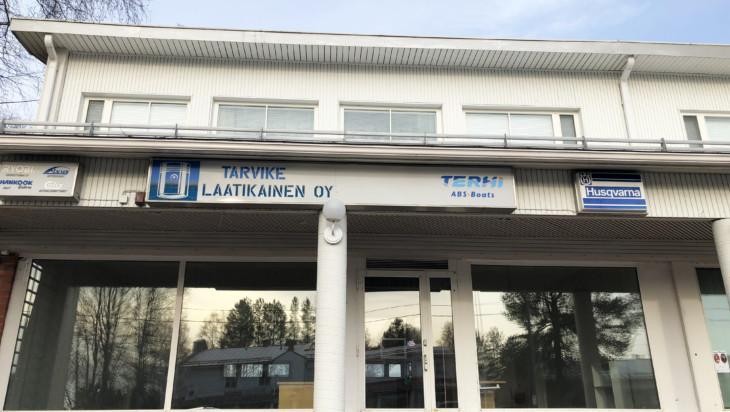 HANKOOK
TARVIKE
LAATIKAINEN OY
TERHI
ABS-Boats
Husqvarna